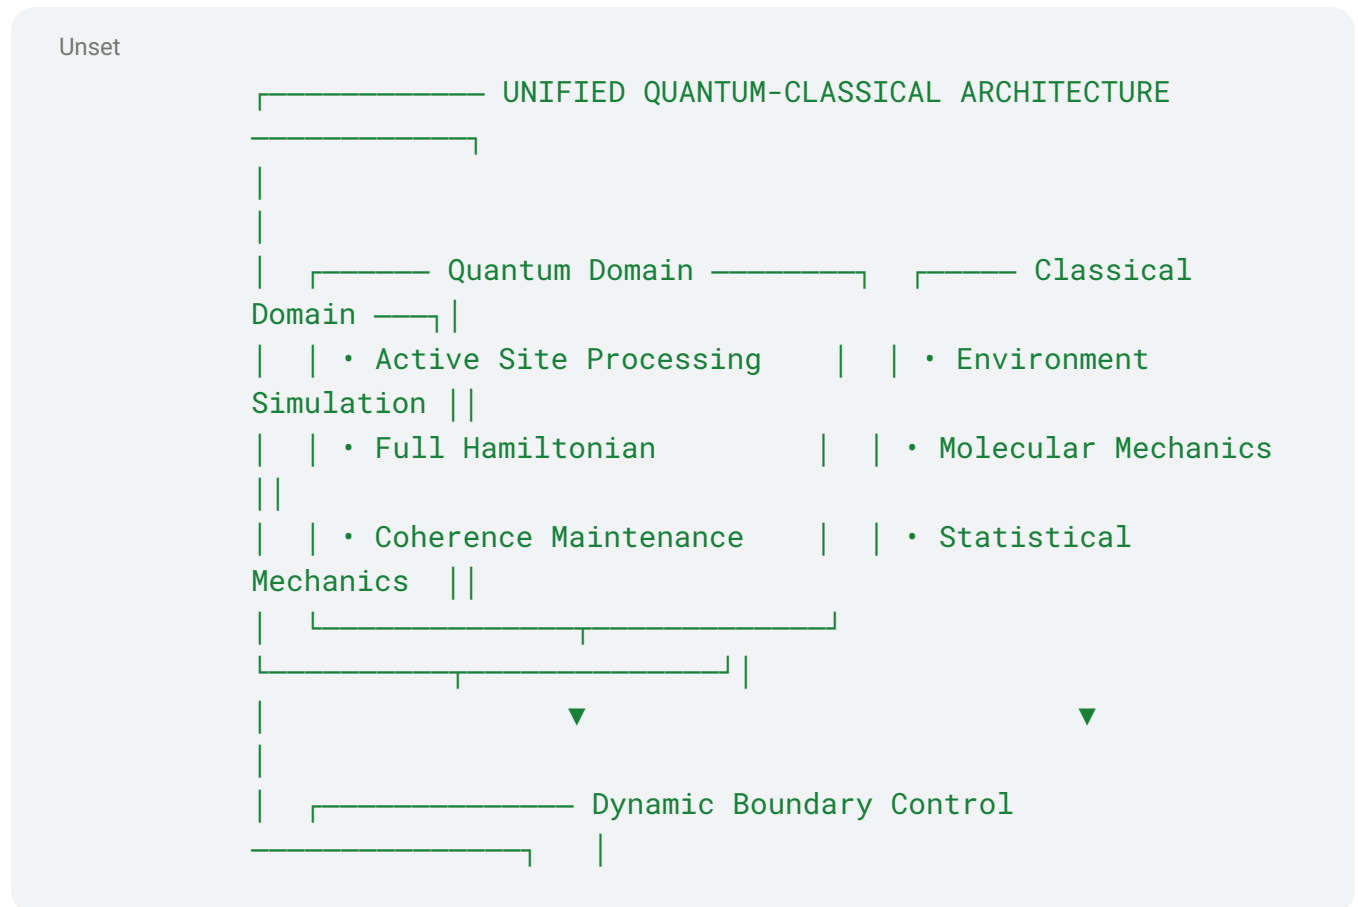 Unset
┌──────────── UNIFIED QUANTUM-CLASSICAL ARCHITECTURE
────────────┐
│
│
│  ┌────── Quantum Domain ────────┐  ┌───── Classical
Domain ───┐│
│  │ • Active Site Processing    │  │ • Environment
Simulation ││
│  │ • Full Hamiltonian         │  │ • Molecular Mechanics
││
│  │ • Coherence Maintenance    │  │ • Statistical
Mechanics  ││
│  └──────────────┬─────────────┘
└──────────┬──────────────┘│
│                 ▼                           ▼
│
│  ┌────────────── Dynamic Boundary Control
───────────────┐   │